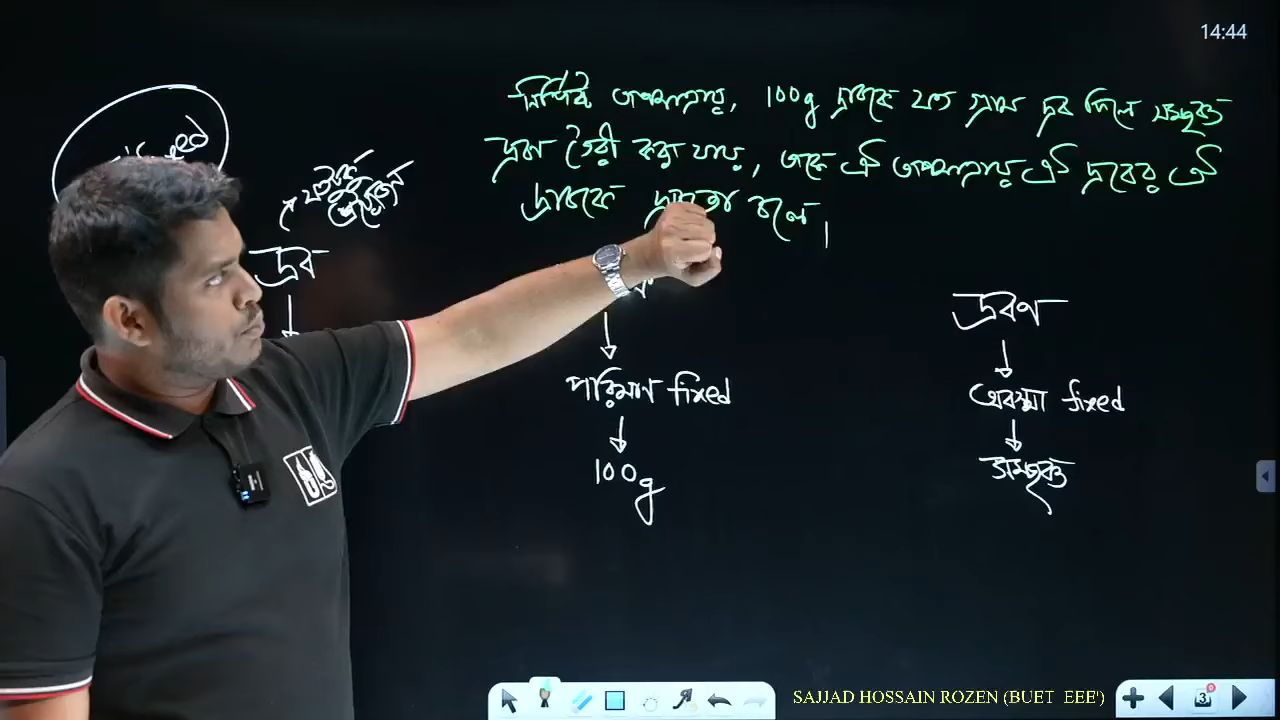 14:44
নির্দিষ্ট তাপমাত্রায়, 100g দ্রাবকে যত গ্রাম দ্রব দিলে সম্পৃক্ত
দ্রবণ তৈরী করা যায়, তাকে ঐ তাপমাত্রায় ঐ দ্রবের ঐ
দ্রাবকে দ্রাব্যতা বলে।
দ্রব
দ্রবণ
পরিমাণ fixed
অবস্থা fixed
100g
সম্পৃক্ত
SAJJAD HOSSAIN ROZEN (BUET EEE')
3